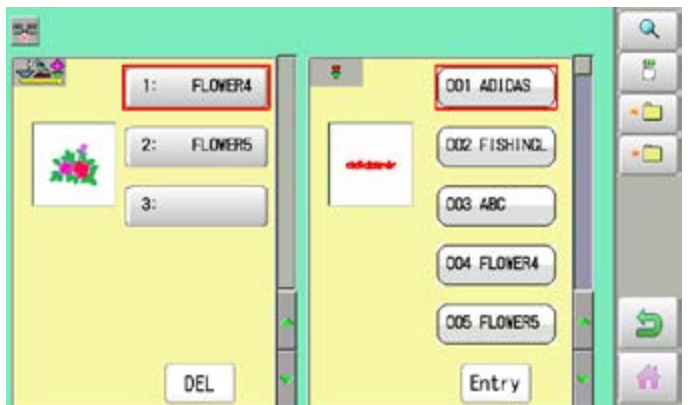 1: FLOWER4
2: FLOWER5
3:
DEL
001 ADIDAS
002 FISHINGL
003 ABC
004 FLOWER4
005 FLOWER5
Entry